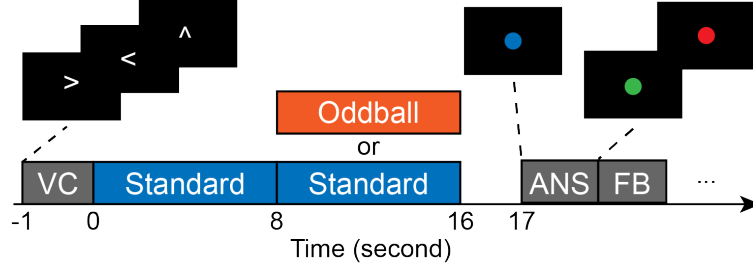 > < ^
Oddball
or
VC Standard Standard ANS FB ...
-1 0 8 16 17
Time (second)